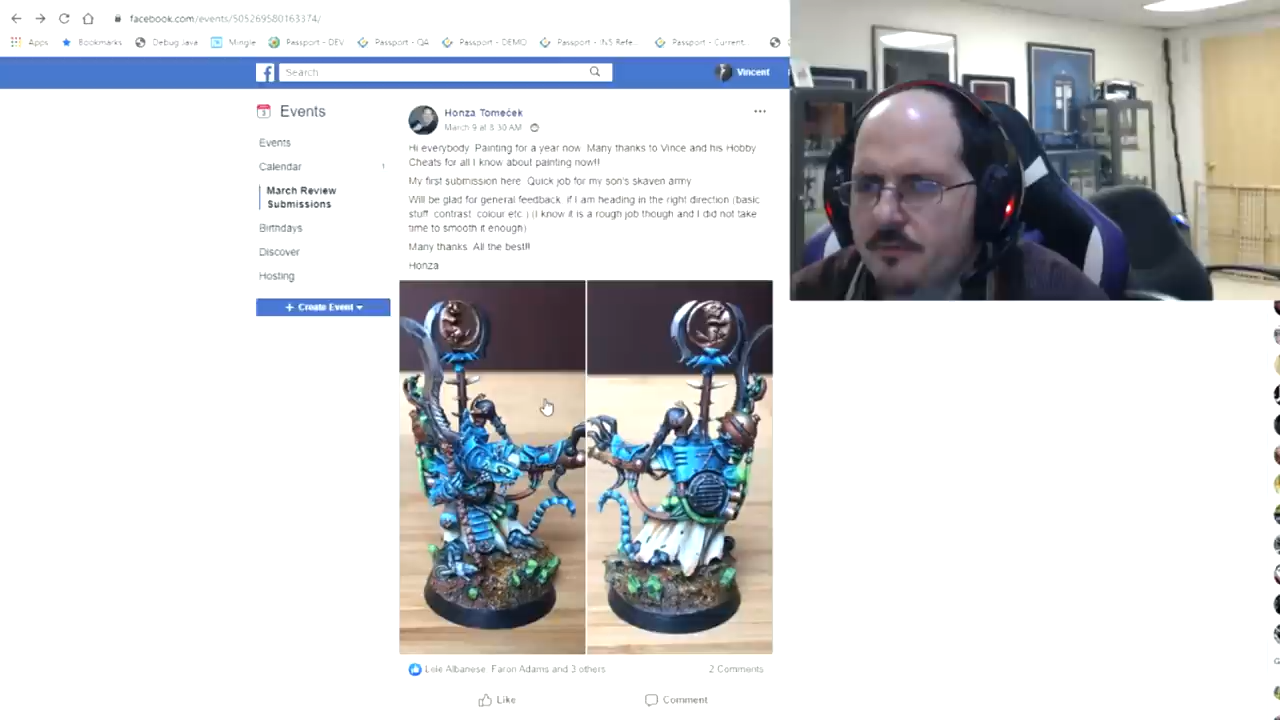 facebook.com/events/505269580163374/
Apps Bookmarks Debug Java Mingle Passport - DEV Passport - QA Passport - DEMO Passport - INS Refe... Passport - Current...
Search
Vincent
Events
Events
Calendar 1
March Review
Submissions
Birthdays
Discover
Hosting
+ Create Event
Honza Tomeček
March 9 at 8:30 AM
Hi everybody. Painting for a year now. Many thanks to Vince and his Hobby
Cheats for all I know about painting now!!
My first submission here. Quick job for my son's skaven army.
Will be glad for general feedback, if I am heading in the right direction (basic
stuff, contrast, colour etc.) (I know it is a rough job though and I did not take
time to smooth it enough)
Many thanks. All the best!!!
Honza
Faron Adams and 3 others
2 Comments
Like
Comment